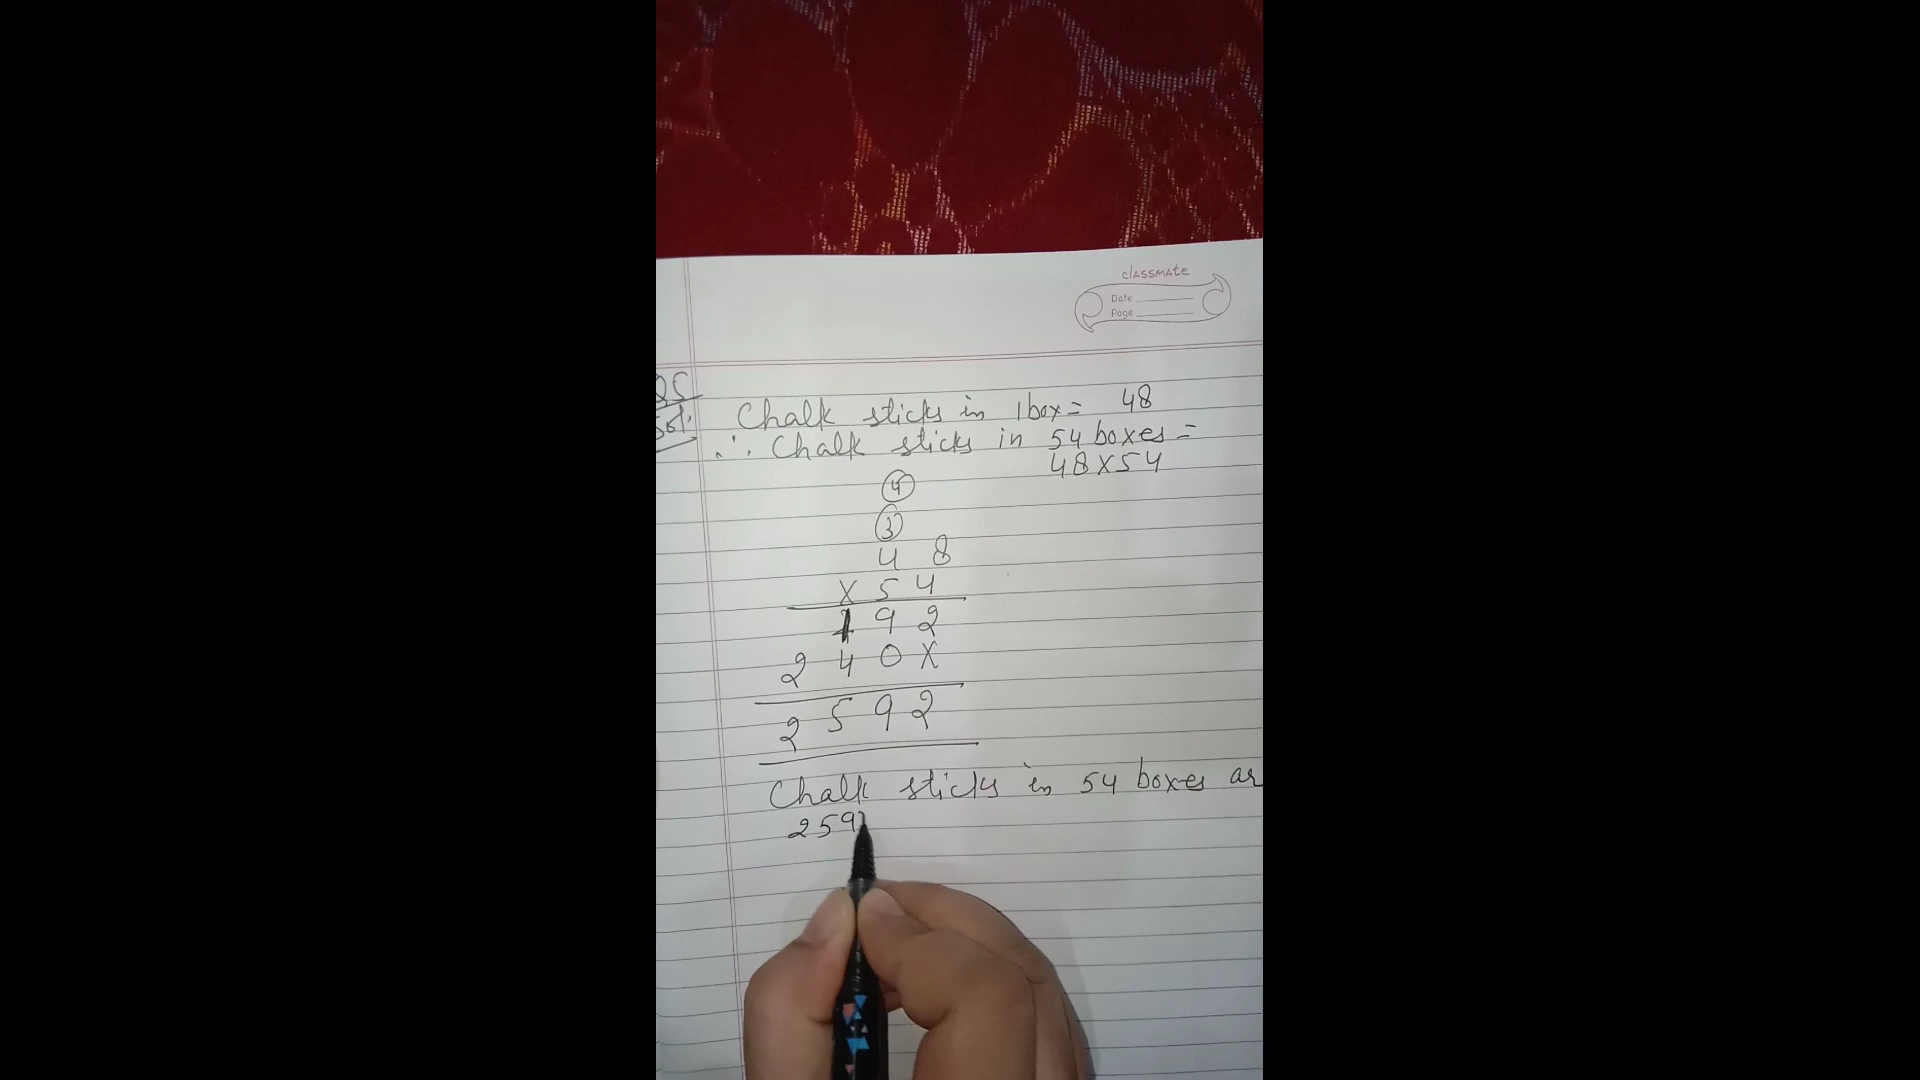 classmate
Date
Page
Q5
Sol.
Chalk sticks in 1 box = 48
∴ Chalk sticks in 54 boxes =
48 X 54
4
3
4 8
X 5 4
1 9 2
2 4 0 X
2 5 9 2
Chalk sticks in 54 boxes ar
259